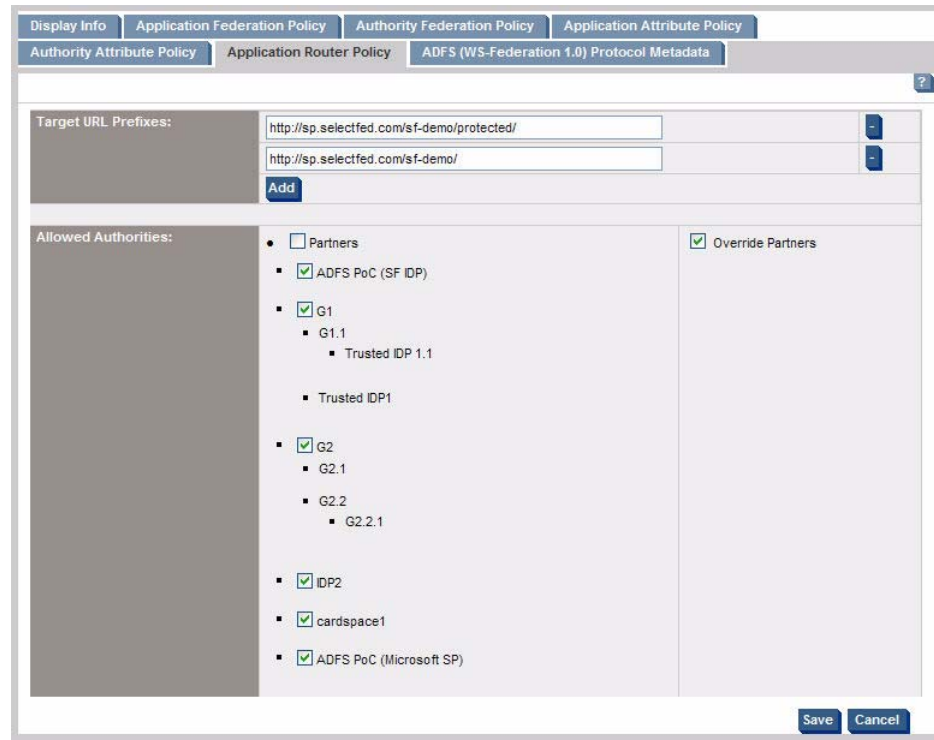 Display Info Application Federation Policy Authority Federation Policy Application Attribute Policy
Authority Attribute Policy Application Router Policy ADFS (WS-Federation 1.0) Protocol Metadata
?
Target URL Prefixes:
http://sp.selectfed.com/sf-demo/protected/ -
http://sp.selectfed.com/sf-demo/ -
Add
Allowed Authorities:
Partners
Override Partners
ADFS PoC (SF IDP)
G1
G1.1
Trusted IDP 1.1
Trusted IDP1
G2
G2.1
G2.2
G2.2.1
IDP2
cardspace1
ADFS PoC (Microsoft SP)
Save Cancel